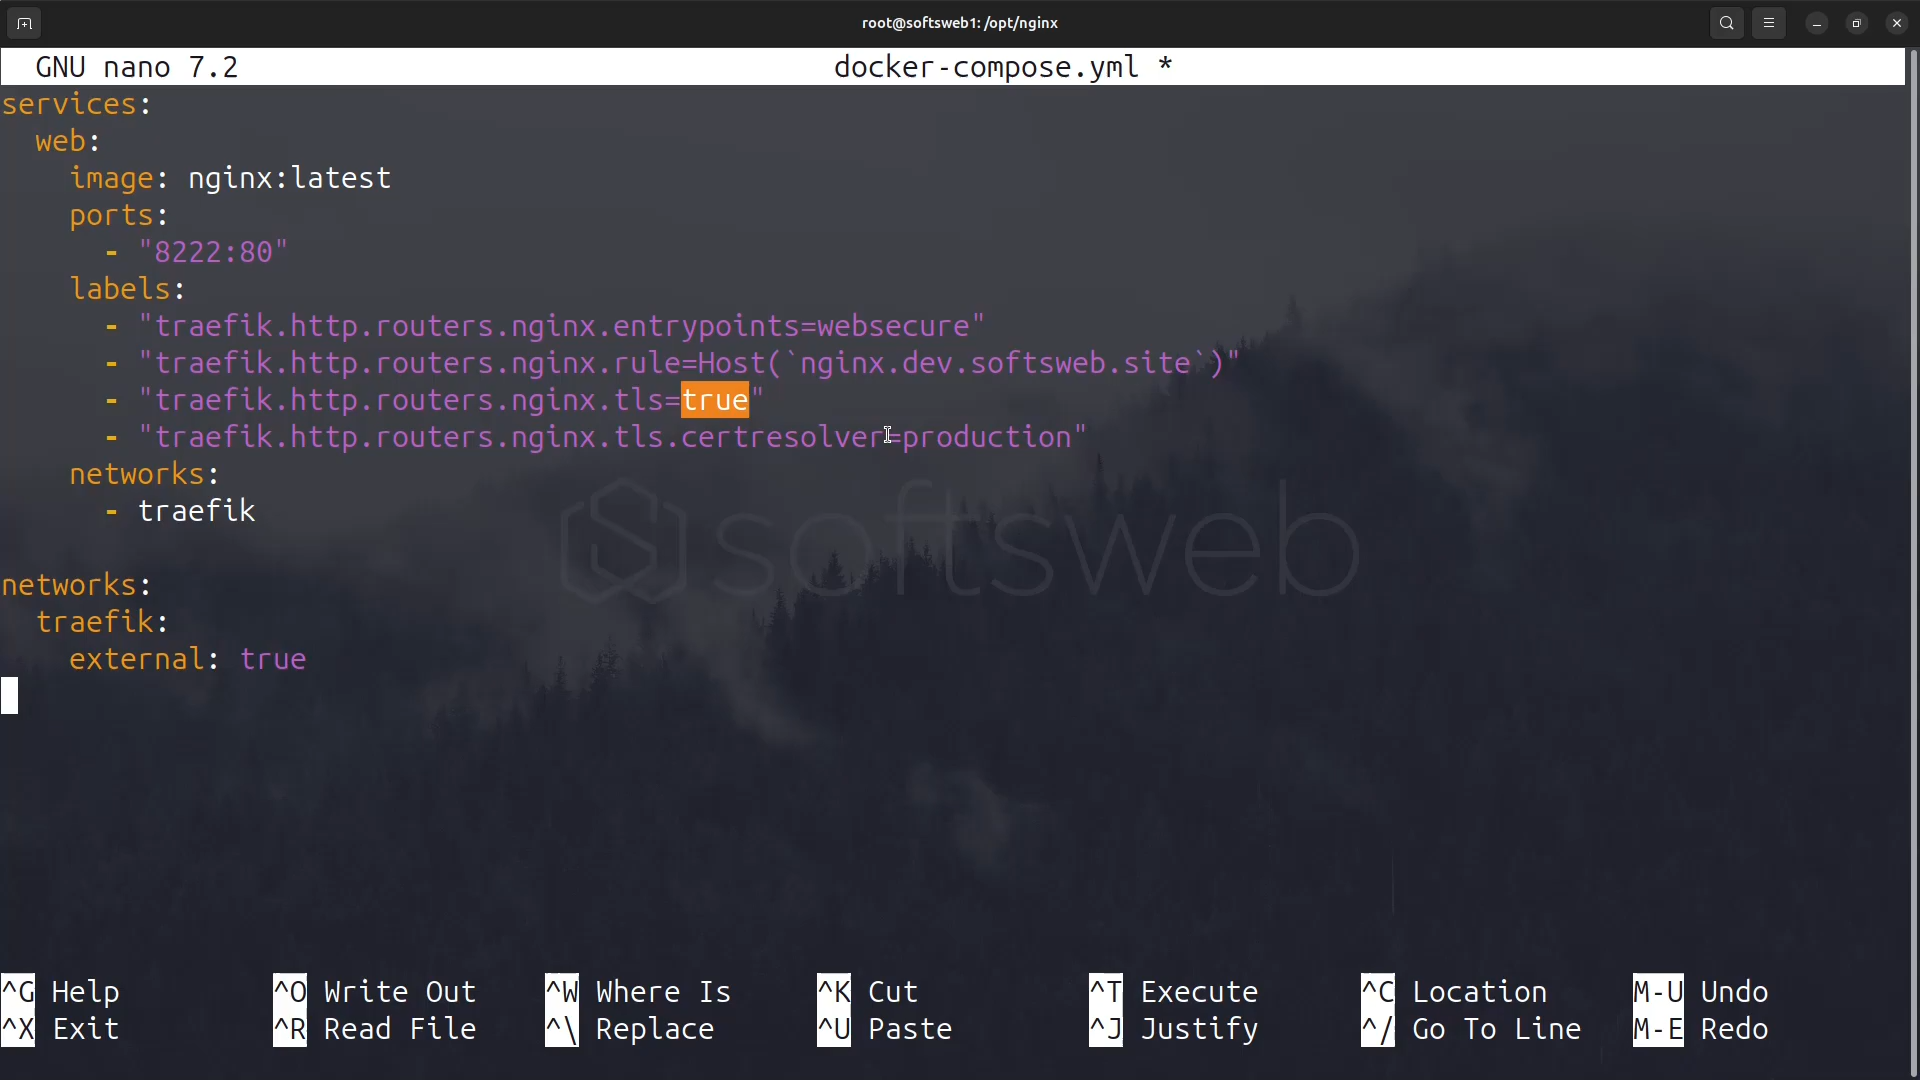 root@softsweb1: /opt/nginx
GNU nano 7.2 docker-compose.yml *
services:
  web:
    image: nginx:latest
    ports:
      - "8222:80"
    labels:
      - "traefik.http.routers.nginx.entrypoints=websecure"
      - "traefik.http.routers.nginx.rule=Host(`nginx.dev.softsweb.site`)"
      - "traefik.http.routers.nginx.tls=true"
      - "traefik.http.routers.nginx.tls.certresolver=production"
    networks:
      - traefik
softsweb
networks:
  traefik:
    external: true
^G Help ^O Write Out ^W Where Is ^K Cut ^T Execute ^C Location M-U Undo
^X Exit ^R Read File ^\ Replace ^U Paste ^J Justify ^/ Go To Line M-E Redo